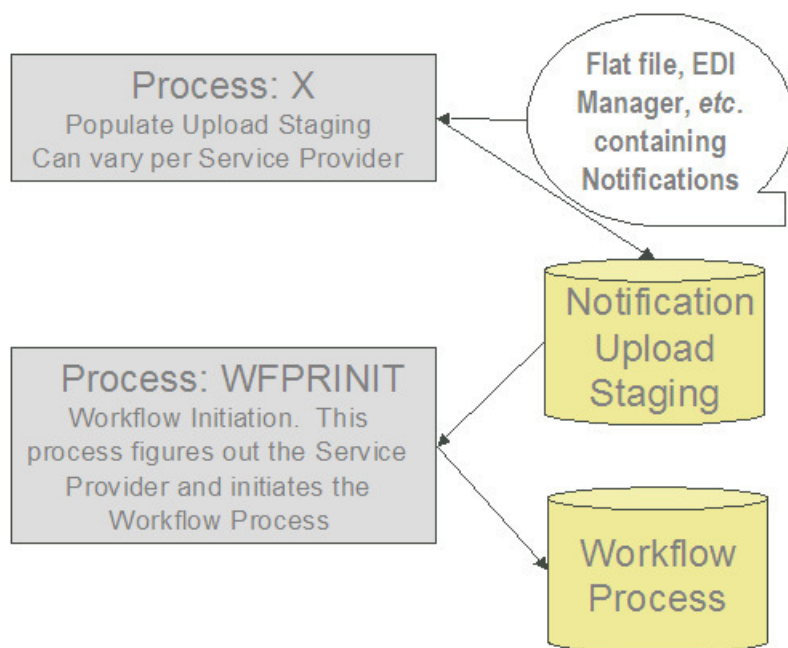 Process: X
Populate Upload Staging
Can vary per Service Provider
Flat file, EDI
Manager, etc.
containing
Notifications
Notification
Upload
Staging
Process: WFPRINIT
Workflow Initiation. This
process figures out the Service
Provider and initiates the
Workflow Process
Workflow
Process